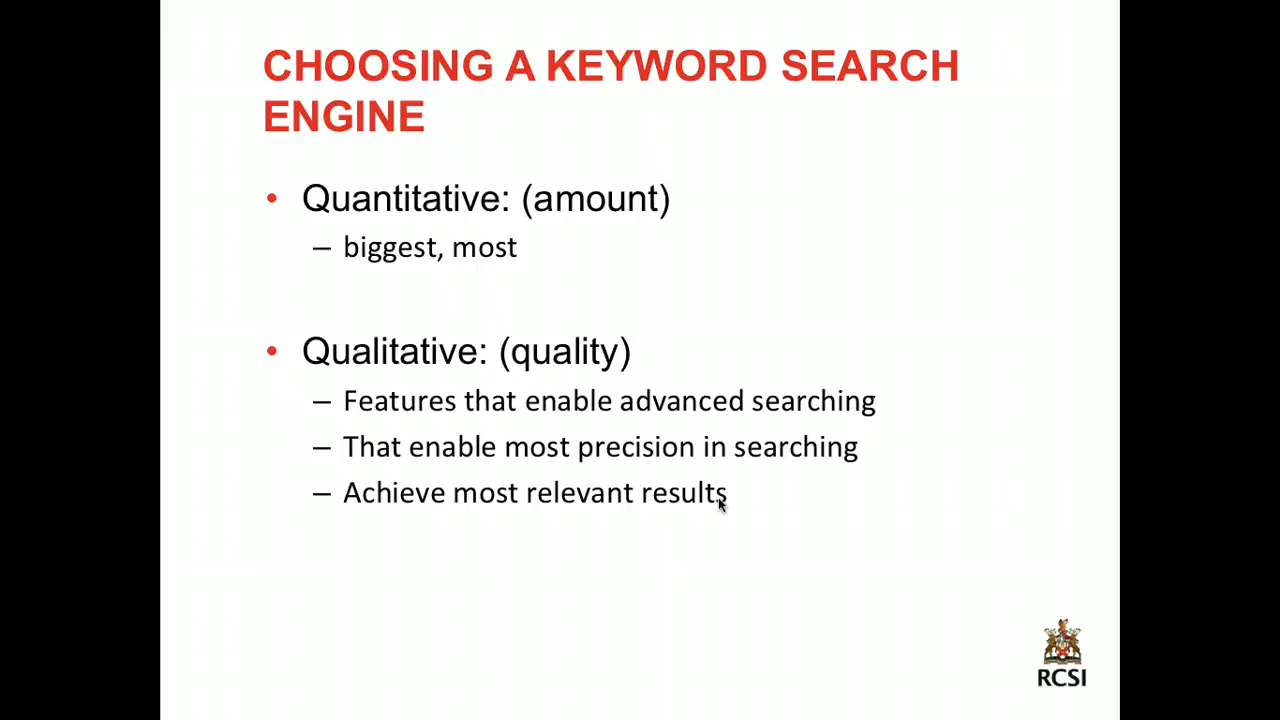 CHOOSING A KEYWORD SEARCH
ENGINE
• Quantitative: (amount)
– biggest, most
• Qualitative: (quality)
– Features that enable advanced searching
– That enable most precision in searching
– Achieve most relevant results
RCSI